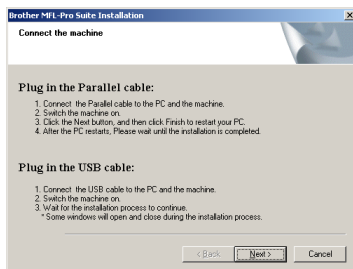 Brother MFL-Pro Suite Installation
Connect the machine
Plug in the Parallel cable:
1. Connect the Parallel cable to the PC and the machine.
2. Switch the machine on.
3. Click the Next button, and then click Finish to restart your PC.
4. After the PC restarts, Please wait until the installation is completed.
Plug in the USB cable:
1. Connect the USB cable to the PC and the machine.
2. Switch the machine on.
3. Wait for the installation process to continue.
* Some windows will open and close during the installation process.
< Back Next > Cancel